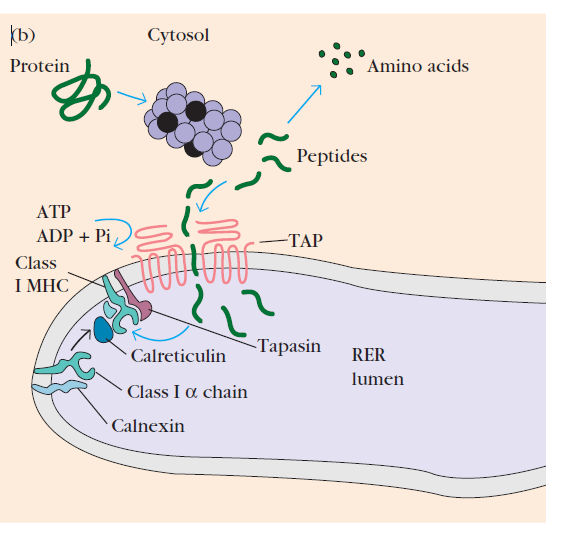 (b)
Cytosol
Protein
Amino acids
Peptides
ATP
ADP + Pi
TAP
Class
I MHC
Tapasin
Calreticulin
RER
lumen
Class I α chain
Calnexin